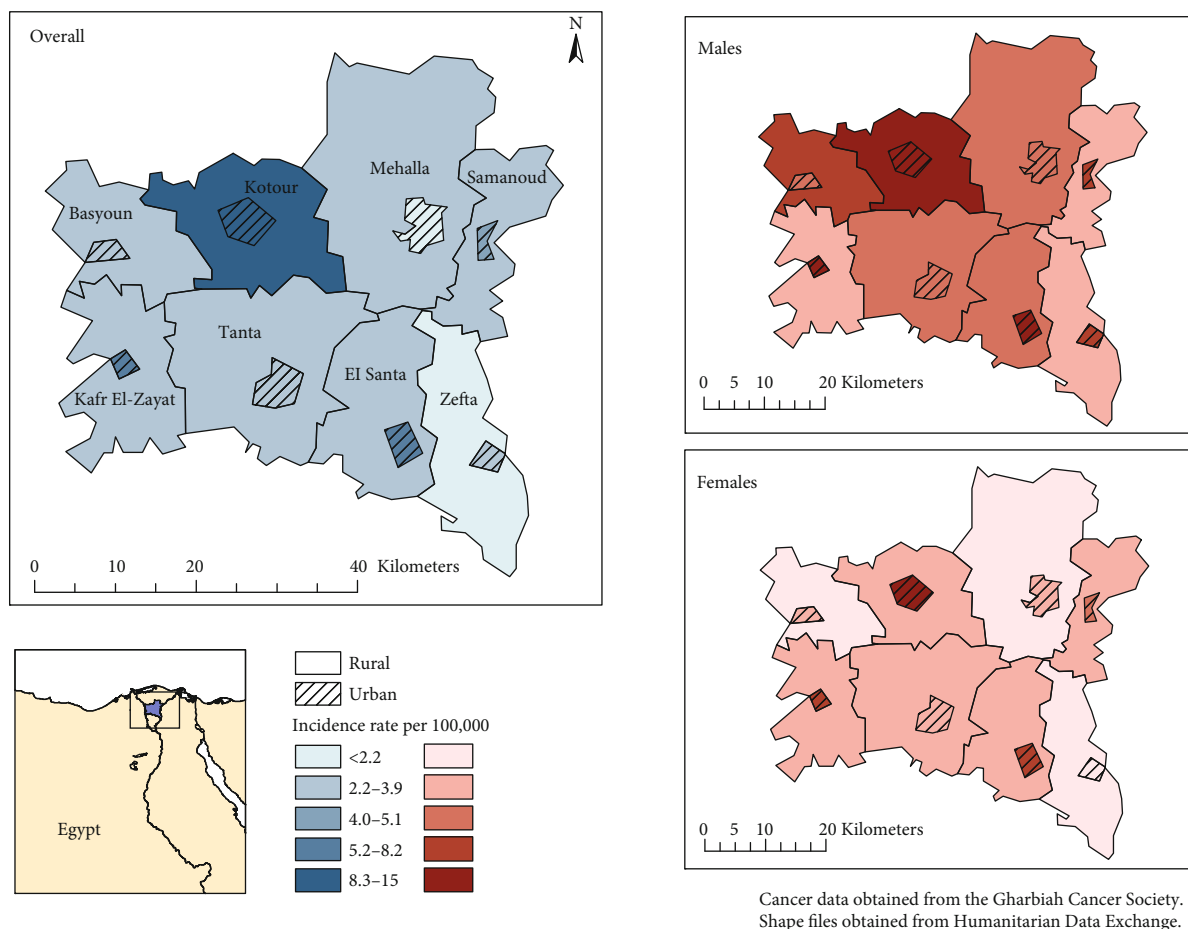 Overall
N
Kotour
Mehalla
Samanoud
Basyoun
Tanta
EI Santa
Kafr El-Zayat
Zefta
0 10 20 40 Kilometers
Males
0 5 10 20 Kilometers
Females
0 5 10 20 Kilometers
Egypt
Rural
Urban
Incidence rate per 100,000
<2.2
2.2–3.9
4.0–5.1
5.2–8.2
8.3–15
Cancer data obtained from the Gharbiah Cancer Society.
Shape files obtained from Humanitarian Data Exchange.